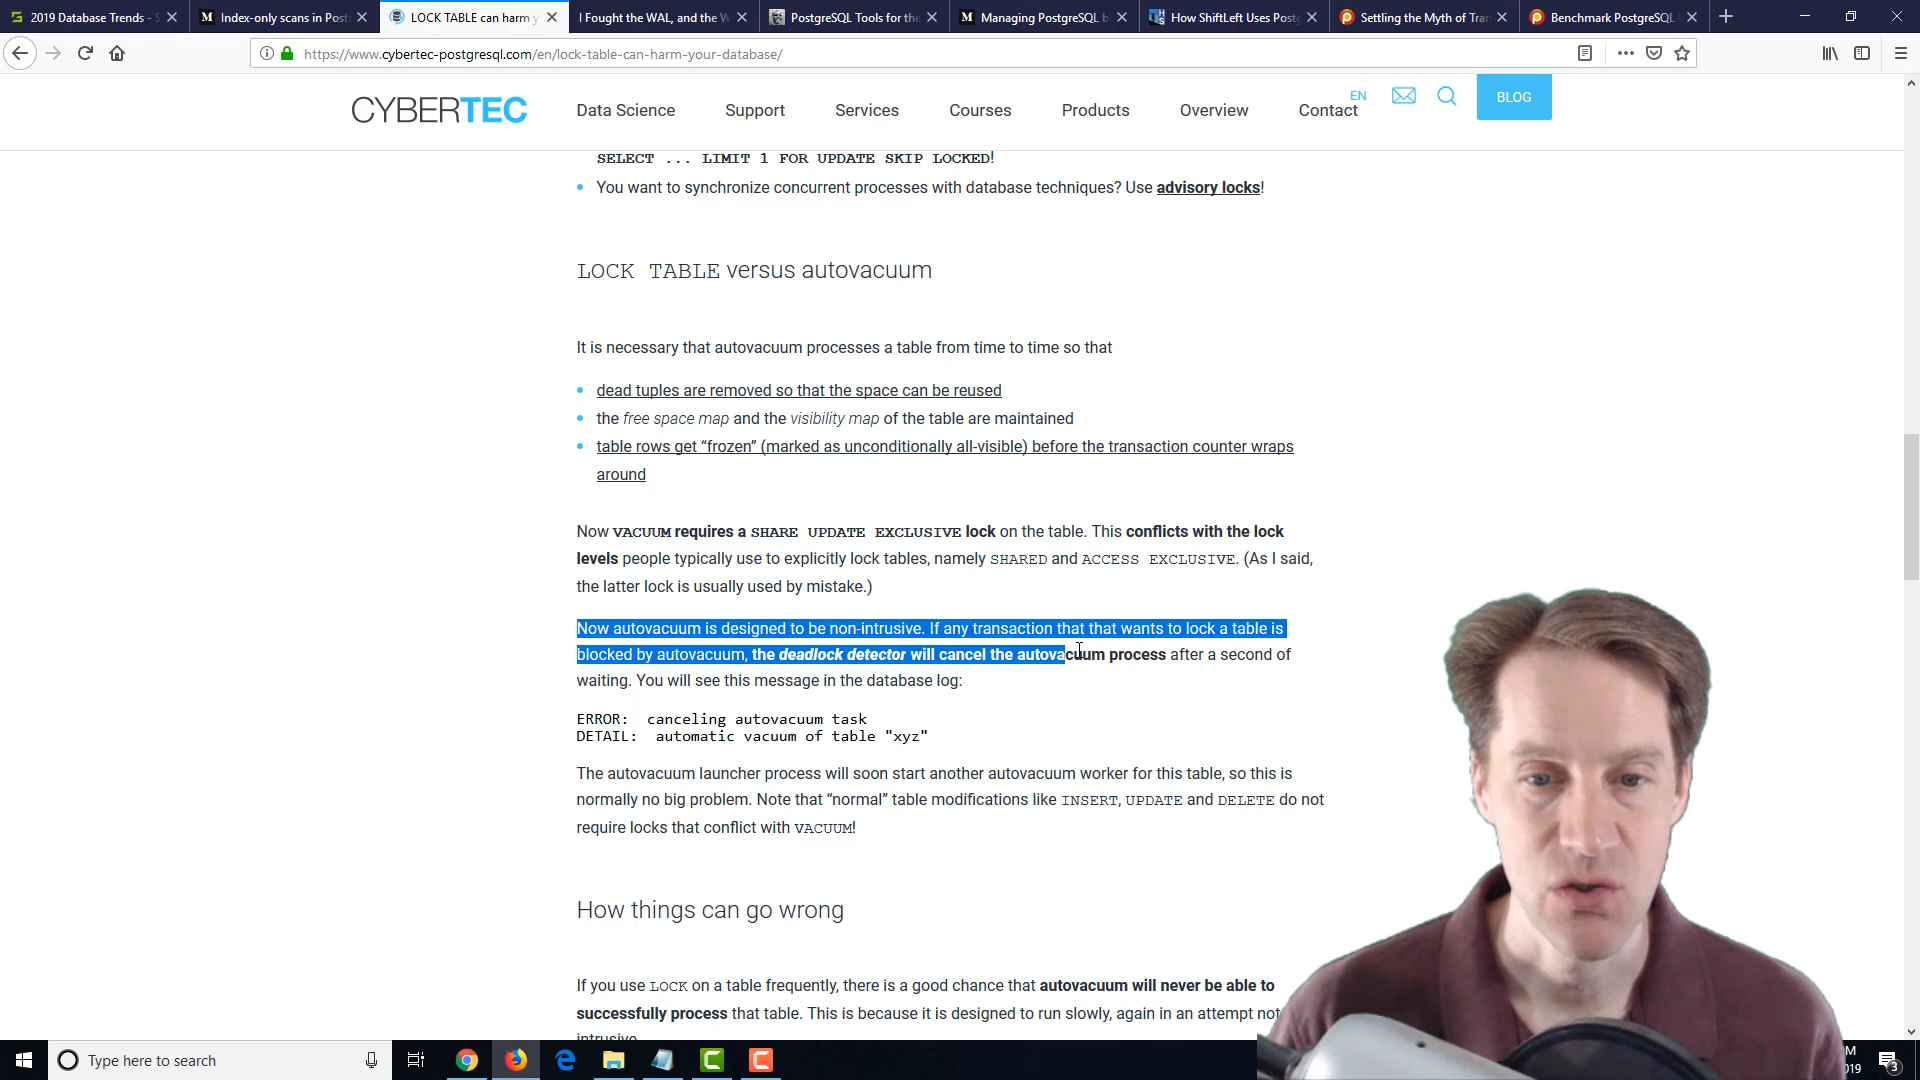 2019 Database Trends - S
Index-only scans in Post
LOCK TABLE can harm y
I Fought the WAL, and the W
PostgreSQL Tools for the
Managing PostgreSQL b
How ShiftLeft Uses Postg
Settling the Myth of Tran
Benchmark PostgreSQL
https://www.cybertec-postgresql.com/en/lock-table-can-harm-your-database/
CYBERTEC
Data Science
Support
Services
Courses
Products
Overview
Contact
EN
BLOG
SELECT ... LIMIT 1 FOR UPDATE SKIP LOCKED!
• You want to synchronize concurrent processes with database techniques? Use advisory locks!
LOCK TABLE versus autovacuum
It is necessary that autovacuum processes a table from time to time so that
• dead tuples are removed so that the space can be reused
• the free space map and the visibility map of the table are maintained
• table rows get “frozen” (marked as unconditionally all-visible) before the transaction counter wraps
around
Now VACUUM requires a SHARE UPDATE EXCLUSIVE lock on the table. This conflicts with the lock
levels people typically use to explicitly lock tables, namely SHARED and ACCESS EXCLUSIVE. (As I said,
the latter lock is usually used by mistake.)
Now autovacuum is designed to be non-intrusive. If any transaction that that wants to lock a table is
blocked by autovacuum, the deadlock detector will cancel the autovacuum process after a second of
waiting. You will see this message in the database log:
ERROR:  canceling autovacuum task
DETAIL:  automatic vacuum of table "xyz"
The autovacuum launcher process will soon start another autovacuum worker for this table, so this is
normally no big problem. Note that “normal” table modifications like INSERT, UPDATE and DELETE do not
require locks that conflict with VACUUM!
How things can go wrong
If you use LOCK on a table frequently, there is a good chance that autovacuum will never be able to
successfully process that table. This is because it is designed to run slowly, again in an attempt not
intrusive.
Type here to search
M
2019
3